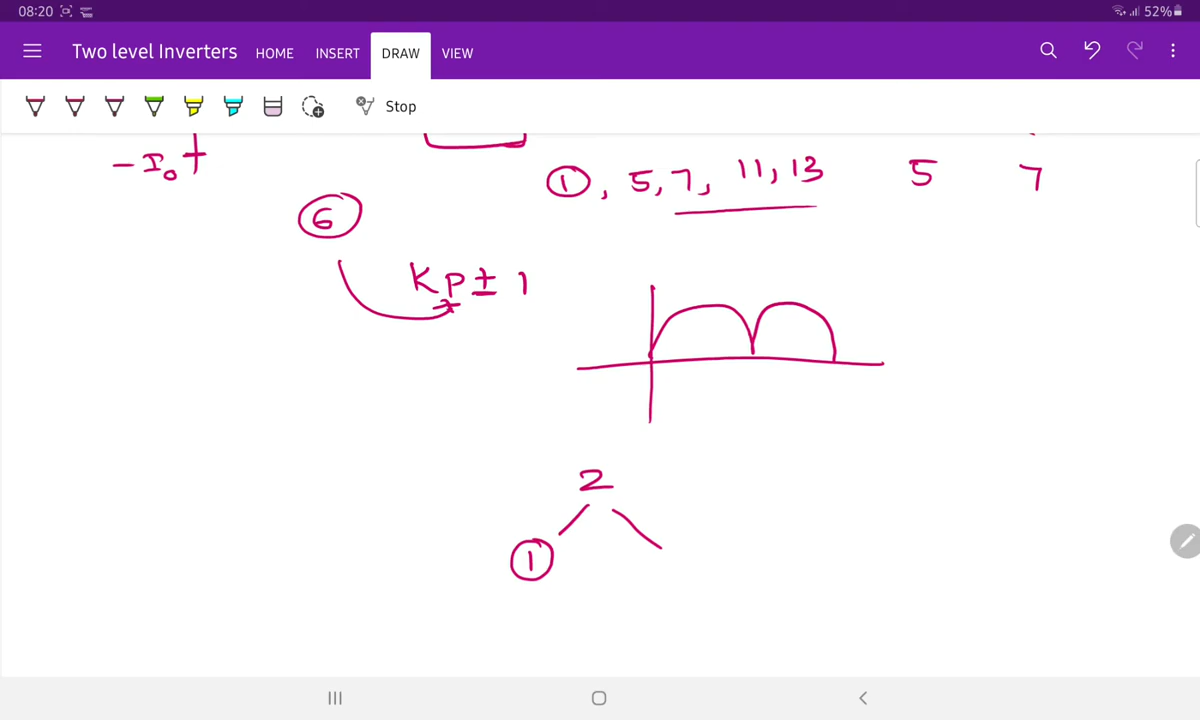 08:20 52%
Two level Inverters HOME INSERT DRAW VIEW
Stop
- I₀
①, 5, 7, 11, 13 5 7
⑥
Kp ± 1
2
①